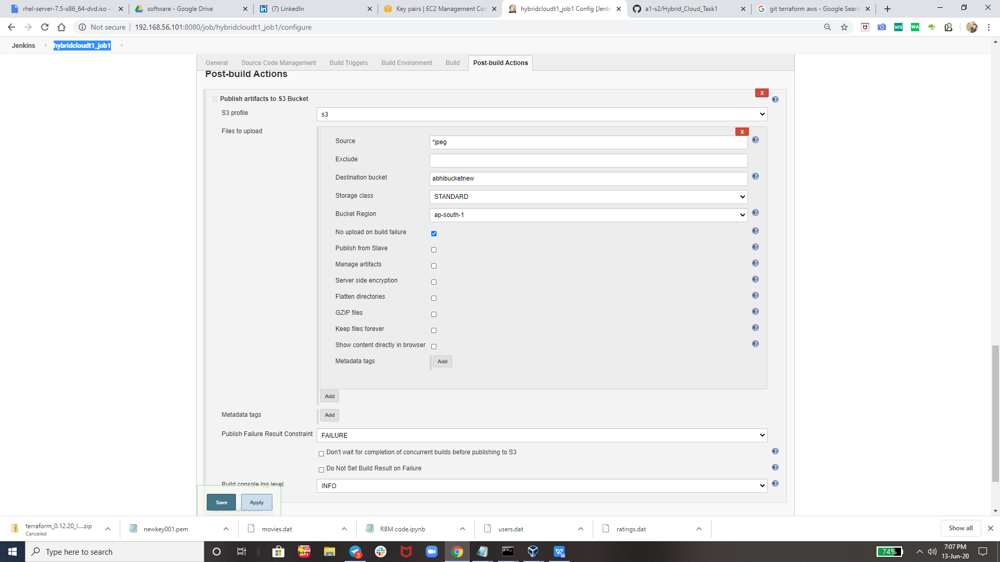 rhel-server-7.5-x86_64-dvd.iso -
software - Google Drive
(7) LinkedIn
Key pairs | EC2 Management Con
hybridcloudt1_job1 Config [Jenki
a1-s2/Hybrid_Cloud_Task1
git terraform aws - Google Searc
Not secure
192.168.56.101:8080/job/hybridcloudt1_job1/configure
WS
WA
Jenkins
hybridcloudt1_job1
General
Source Code Management
Build Triggers
Build Environment
Build
Post-build Actions
Post-build Actions
Publish artifacts to S3 Bucket
X
S3 profile
s3
Files to upload
X
Source
*jpeg
Exclude
Destination bucket
abhibucketnew
Storage class
STANDARD
Bucket Region
ap-south-1
No upload on build failure
Publish from Slave
Manage artifacts
Server side encryption
Flatten directories
GZIP files
Keep files forever
Show content directly in browser
Metadata tags
Add
Add
Metadata tags
Add
Publish Failure Result Constraint
FAILURE
Don't wait for completion of concurrent builds before publishing to S3
Do Not Set Build Result on Failure
Build console log level
INFO
Save
Apply
terraform_0.12.20_l....zip
Canceled
newkey001.pem
movies.dat
RBM code.ipynb
users.dat
ratings.dat
Show all
Type here to search
MP3
3
74%
7:07 PM
13-Jun-20